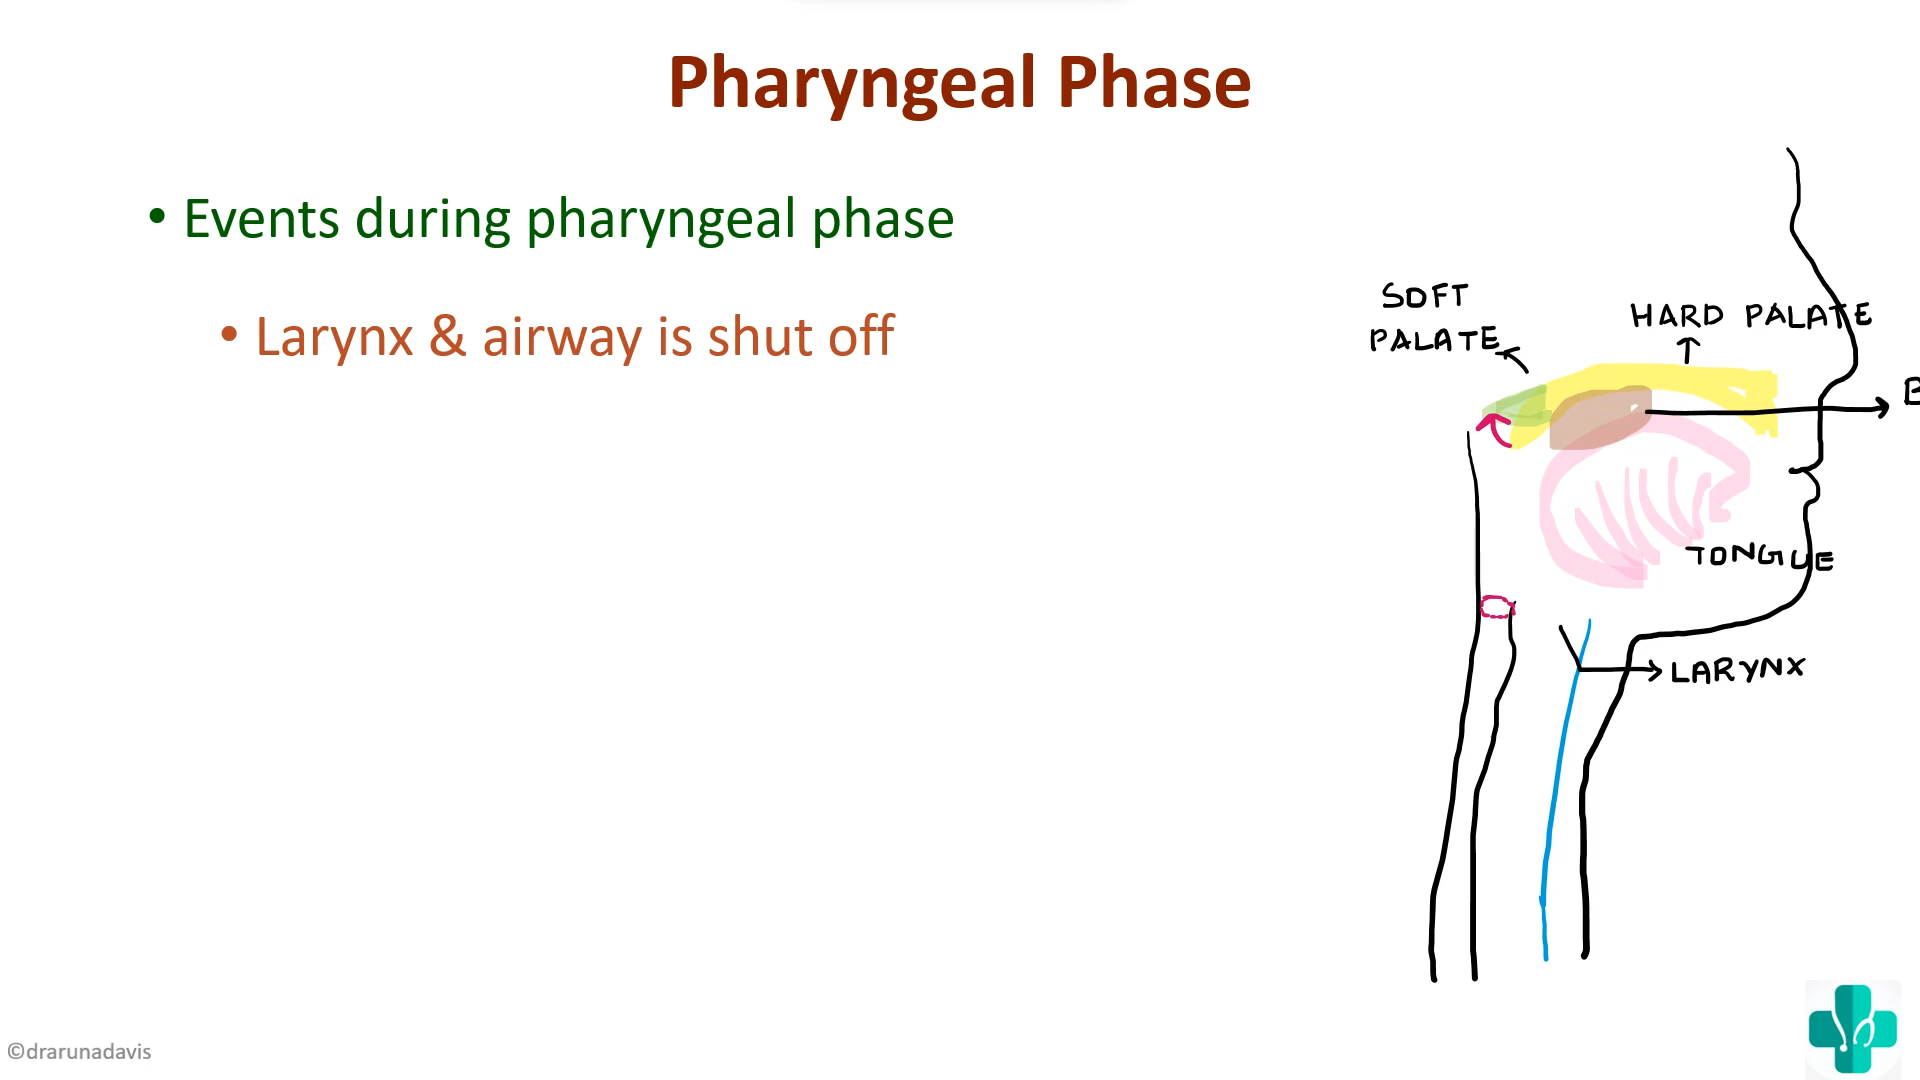 Pharyngeal Phase
• Events during pharyngeal phase
• Larynx & airway is shut off
SOFT
PALATE
HARD PALATE
TONGUE
LARYNX
©drarunadavis